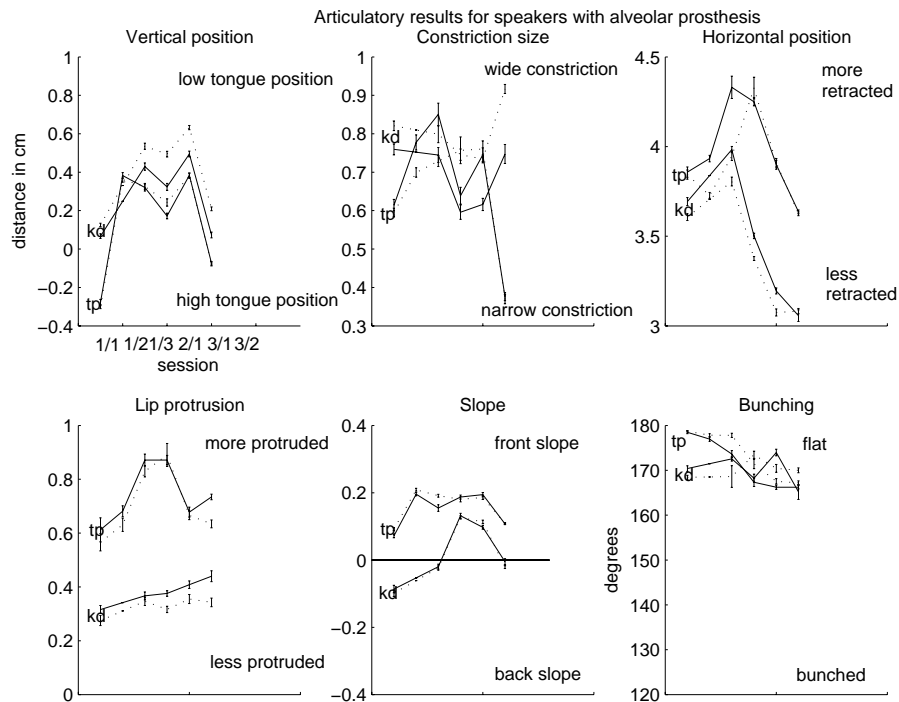 Articulatory results for speakers with alveolar prosthesis
Vertical position
distance in cm
1
0.8
0.6
0.4
0.2
0
−0.2
−0.4
low tongue position
kd
tp
high tongue position
1/1 1/2 1/3 2/1 3/1 3/2
session
Constriction size
1
0.9
0.8
0.7
0.6
0.5
0.4
0.3
wide constriction
kd
tp
narrow constriction
Horizontal position
4.5
4
3.5
3
more
retracted
tp
kd
less
retracted
Lip protrusion
1
0.8
0.6
0.4
0.2
0
more protruded
tp
kd
less protruded
Slope
0.4
0.2
0
−0.2
−0.4
front slope
tp
kd
back slope
Bunching
degrees
180
170
160
150
140
130
120
tp
flat
kd
bunched